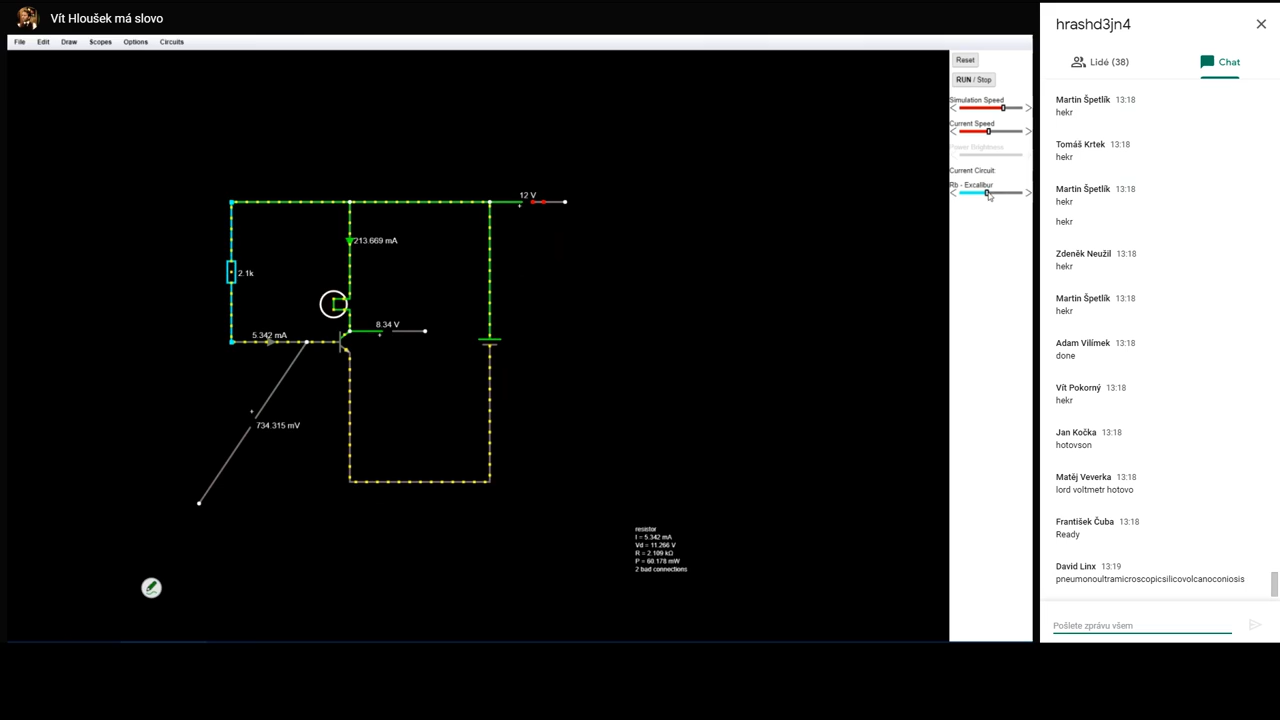 Vít Hloušek má slovo
File Edit Draw Scopes Options Circuits
Reset
RUN / Stop
Simulation Speed
Current Speed
Power Brightness
Current Circuit:
Rb - Excalibur
12 V
+
213.669 mA
2.1k
8.34 V
+
5.342 mA
+
734.315 mV
resistor
I = 5.342 mA
Vd = 11.266 V
R = 2.109 kΩ
P = 60.178 mW
2 bad connections
hrashd3jn4
Lidé (38)
Chat
Martin Špetlík 13:18
hekr
Tomáš Krtek 13:18
hekr
Martin Špetlík 13:18
hekr
hekr
Zdeněk Neužil 13:18
hekr
Martin Špetlík 13:18
hekr
Adam Vilímek 13:18
done
Vít Pokorný 13:18
hekr
Jan Kočka 13:18
hotovson
Matěj Veverka 13:18
lord voltmetr hotovo
František Čuba 13:18
Ready
David Linx 13:19
pneumonoultramicroscopicsilicovolcanoconiosis
Pošlete zprávu všem